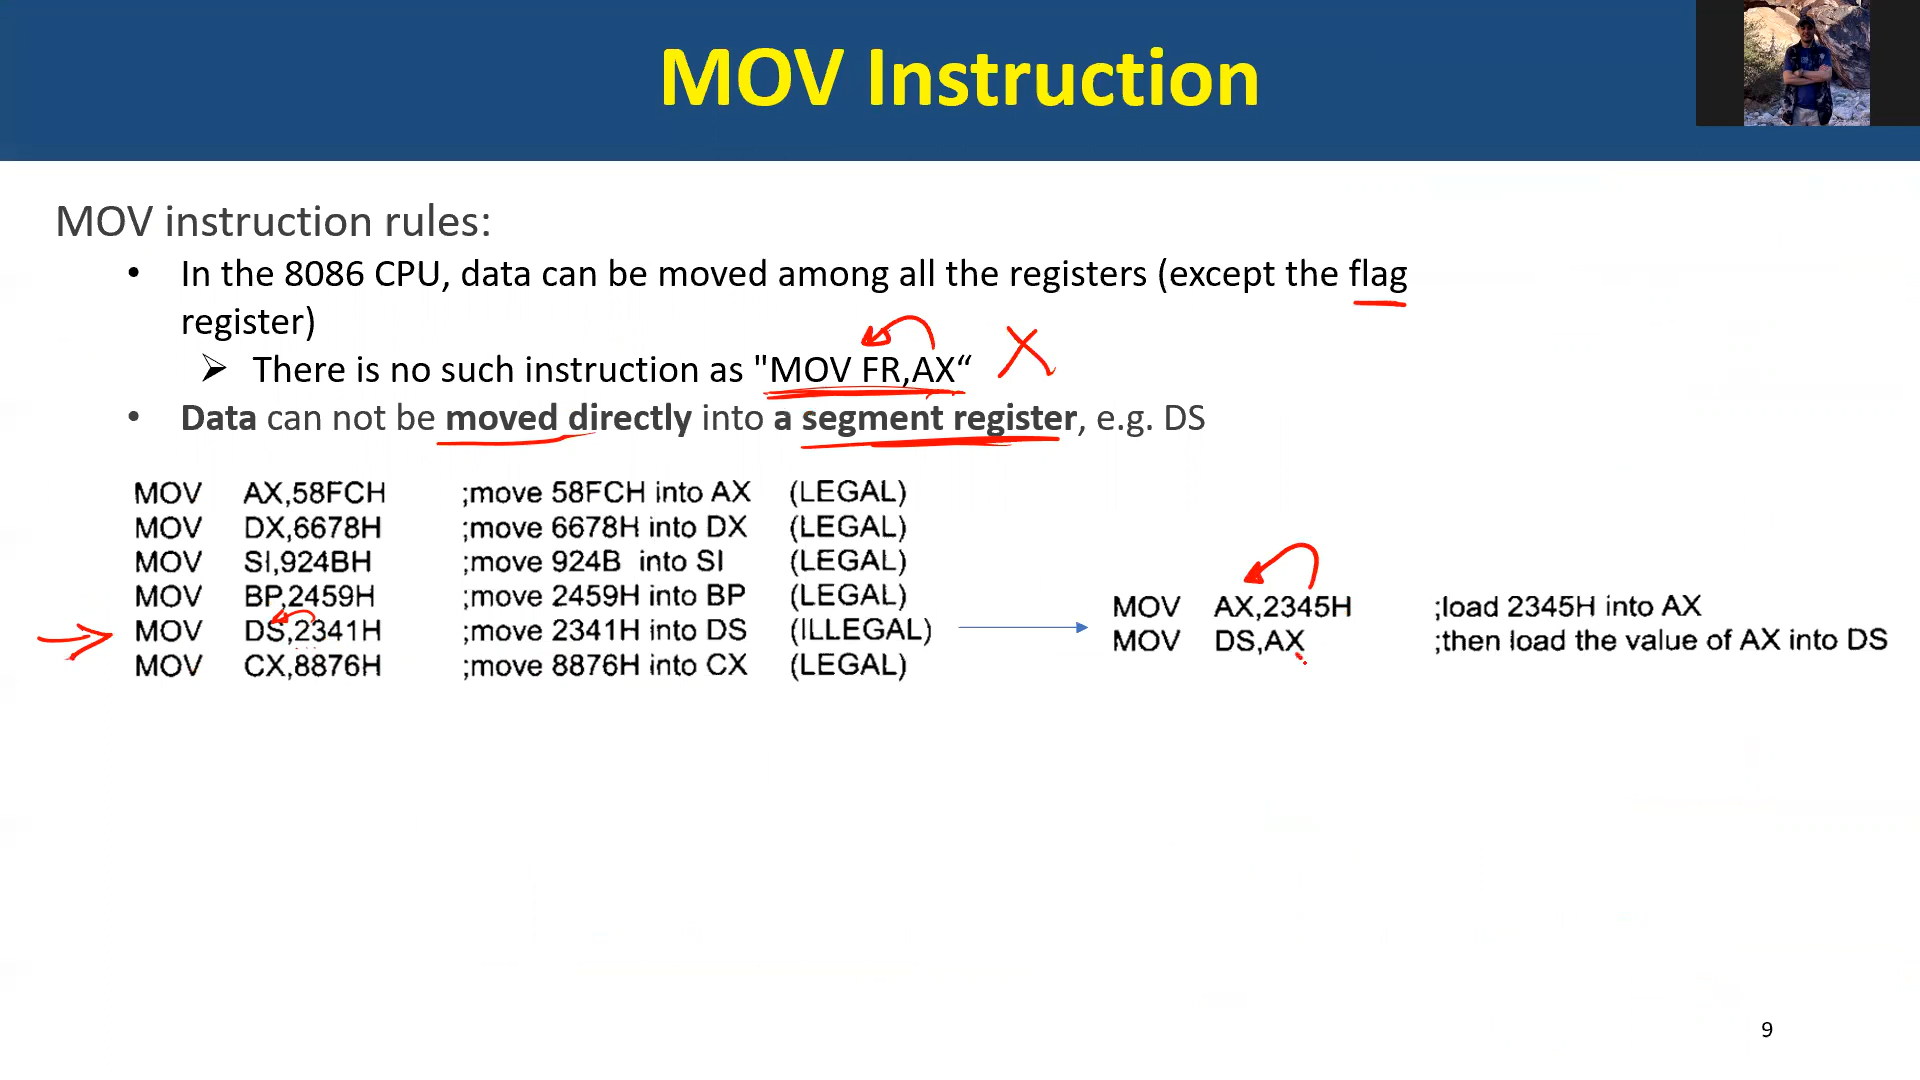 MOV Instruction
MOV instruction rules:
• In the 8086 CPU, data can be moved among all the registers (except the flag
register)
➢ There is no such instruction as "MOV FR,AX“
• Data can not be moved directly into a segment register, e.g. DS
MOV AX,58FCH ;move 58FCH into AX (LEGAL)
MOV DX,6678H ;move 6678H into DX (LEGAL)
MOV SI,924BH ;move 924B into SI (LEGAL)
MOV BP,2459H ;move 2459H into BP (LEGAL)
MOV DS,2341H ;move 2341H into DS (ILLEGAL)
MOV CX,8876H ;move 8876H into CX (LEGAL)
MOV AX,2345H ;load 2345H into AX
MOV DS,AX ;then load the value of AX into DS
9